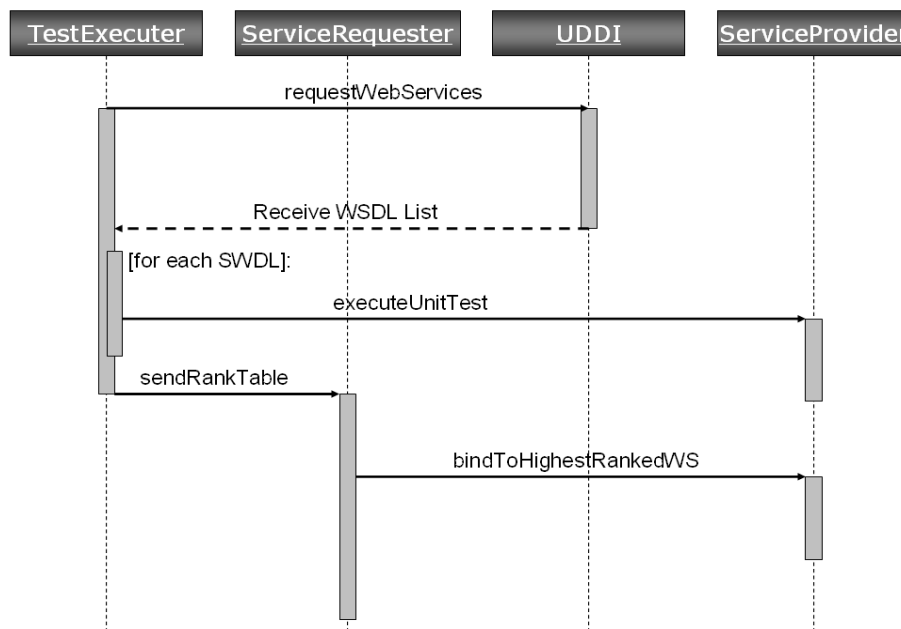 TestExecuter ServiceRequester UDDI ServiceProvider
requestWebServices
Receive WSDL List
[for each SWDL]:
executeUnitTest
sendRankTable
bindToHighestRankedWS